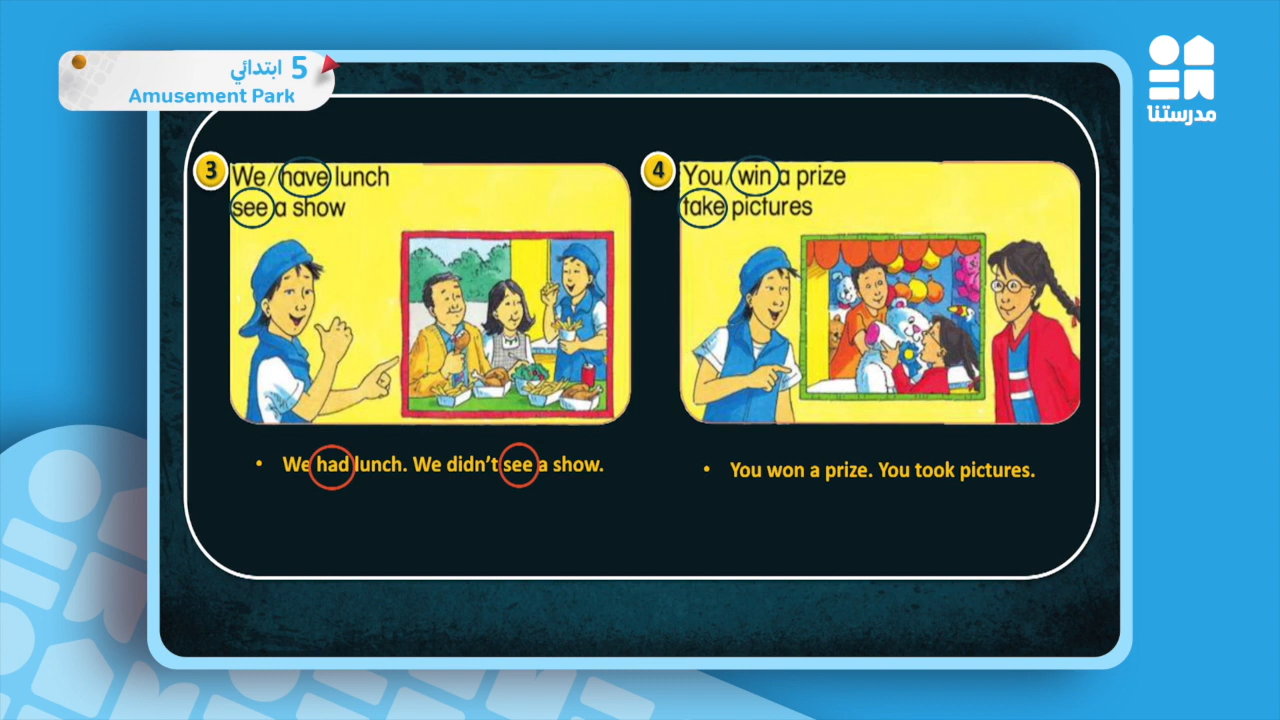 5 ابتدائي
Amusement Park
مدرستنا
3
We / have lunch
see a show
4
You / win a prize
take pictures
• We had lunch. We didn't see a show.
• You won a prize. You took pictures.